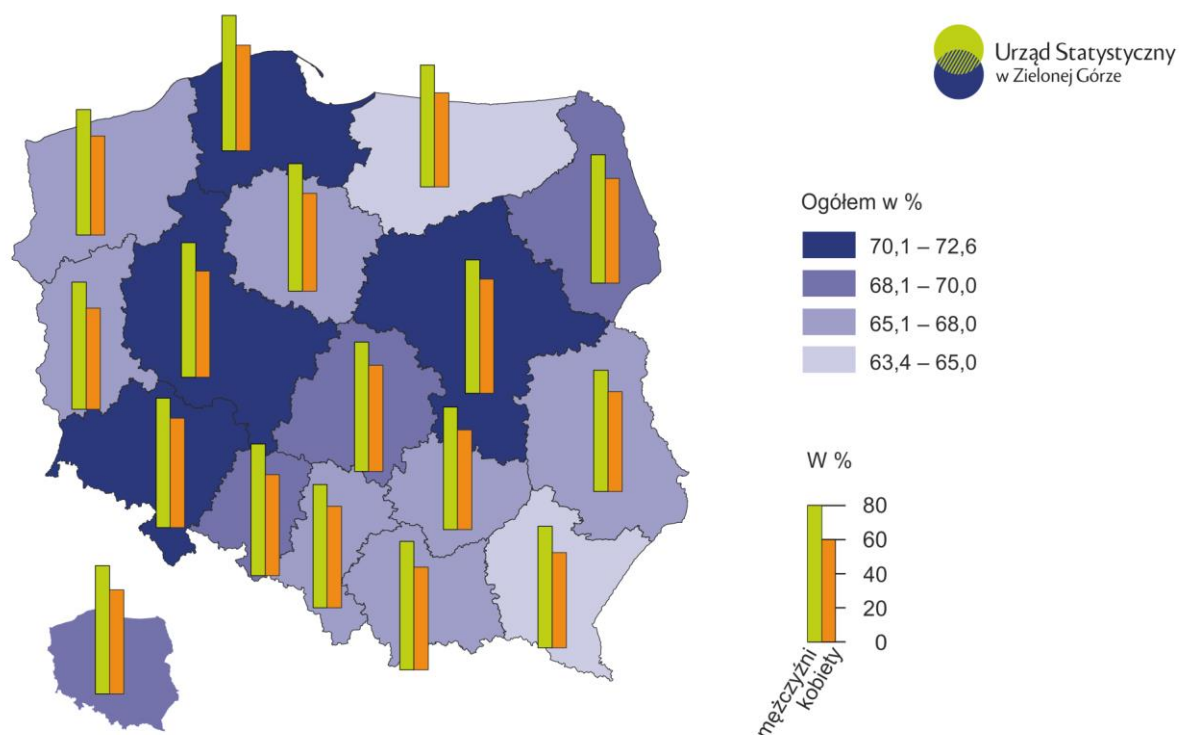 Urząd Statystyczny
w Zielonej Górze
Ogółem w %
70,1 – 72,6
68,1 – 70,0
65,1 – 68,0
63,4 – 65,0
W %
80
60
40
20
0
mężczyźni
kobiety